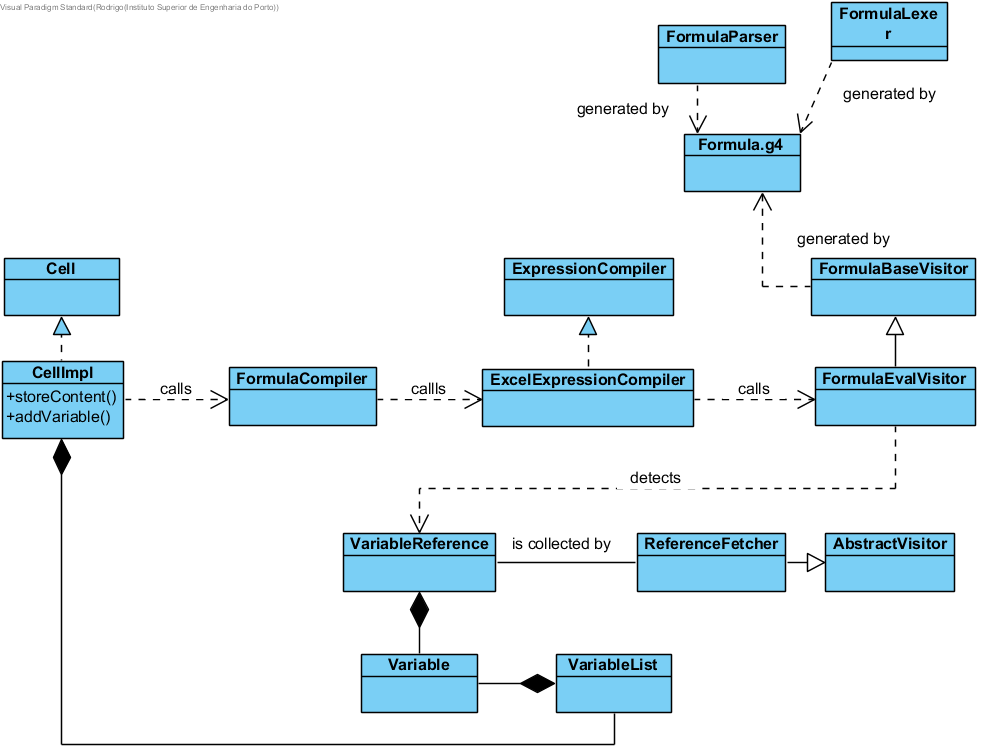 Visual Paradigm Standard(Rodrigo(Instituto Superior de Engenharia do Porto))
FormulaLexe
r
FormulaParser
generated by
generated by
Formula.g4
generated by
Cell
ExpressionCompiler
FormulaBaseVisitor
CellImpl
+storeContent()
+addVariable()
calls
FormulaCompiler
callls
ExcelExpressionCompiler
calls
FormulaEvalVisitor
detects
VariableReference
is collected by
ReferenceFetcher
AbstractVisitor
Variable
VariableList